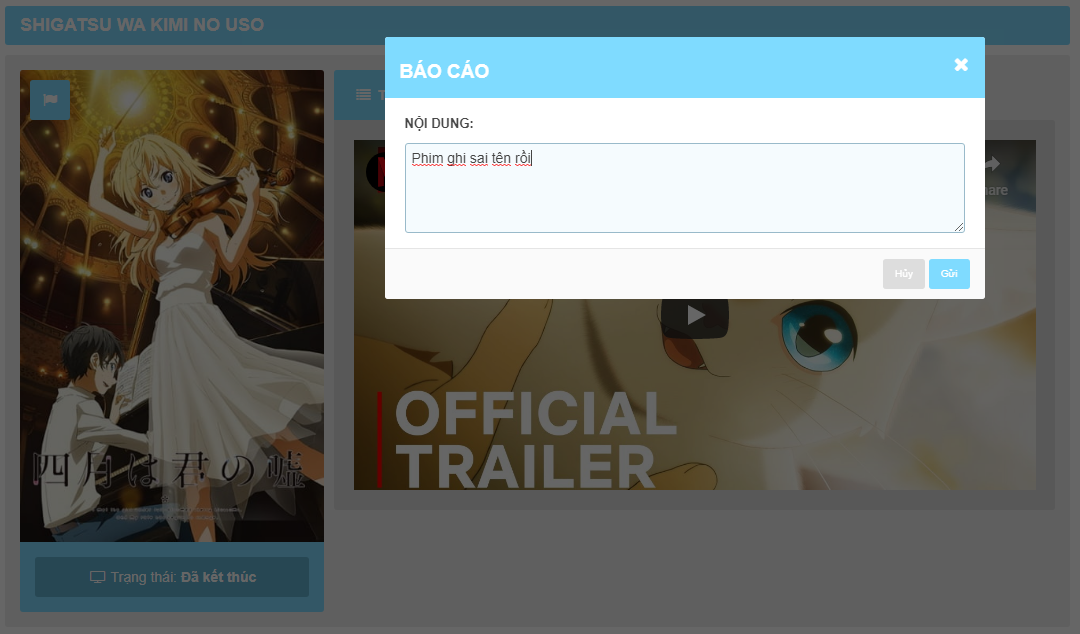 SHIGATSU WA KIMI NO USO
BÁO CÁO
NỘI DUNG:
Phim ghi sai tên rồi
Hủy
Gửi
四月は君の嘘
Trạng thái: Đã kết thúc
OFFICIAL
TRAILER